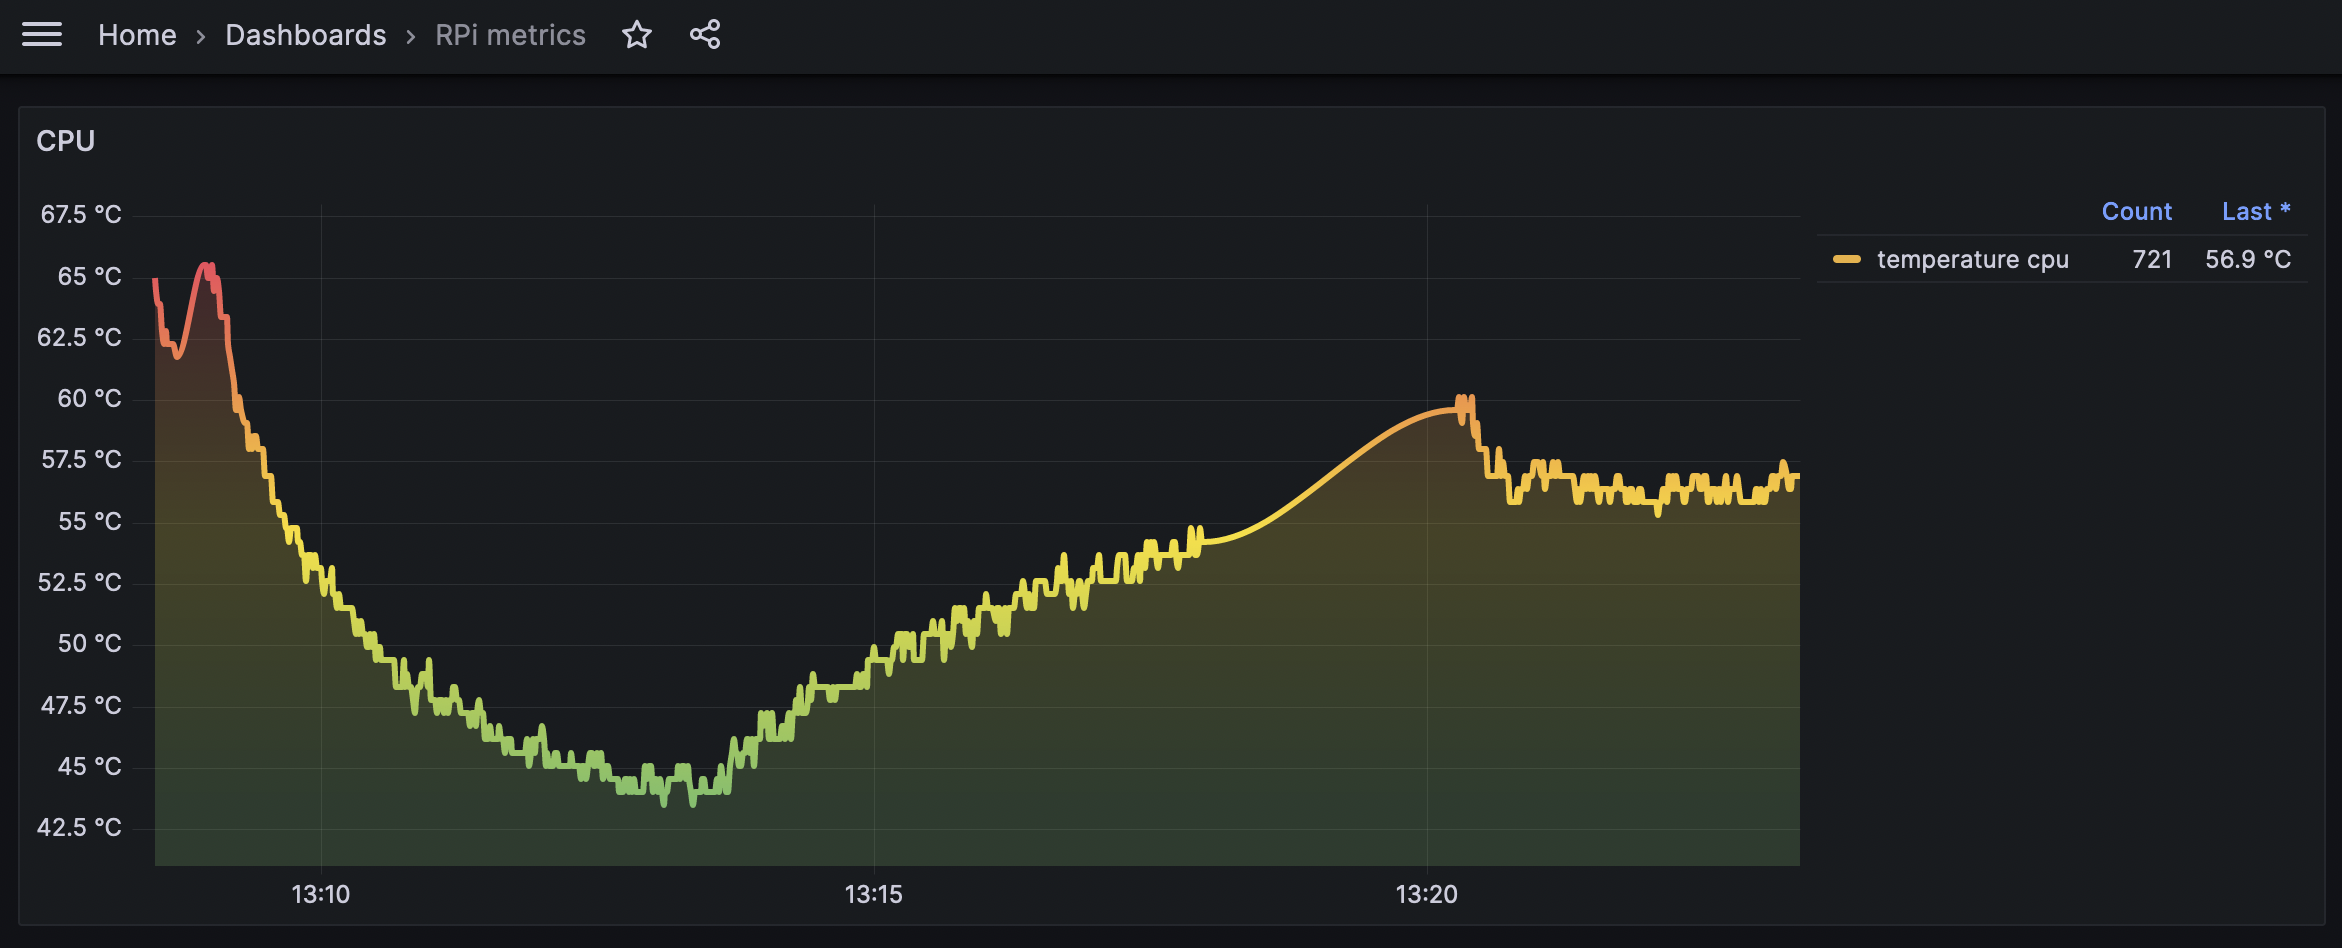 Home › Dashboards › RPi metrics
CPU
67.5 °C
65 °C
62.5 °C
60 °C
57.5 °C
55 °C
52.5 °C
50 °C
47.5 °C
45 °C
42.5 °C
13:10 13:15 13:20
Count Last *
temperature cpu 721 56.9 °C